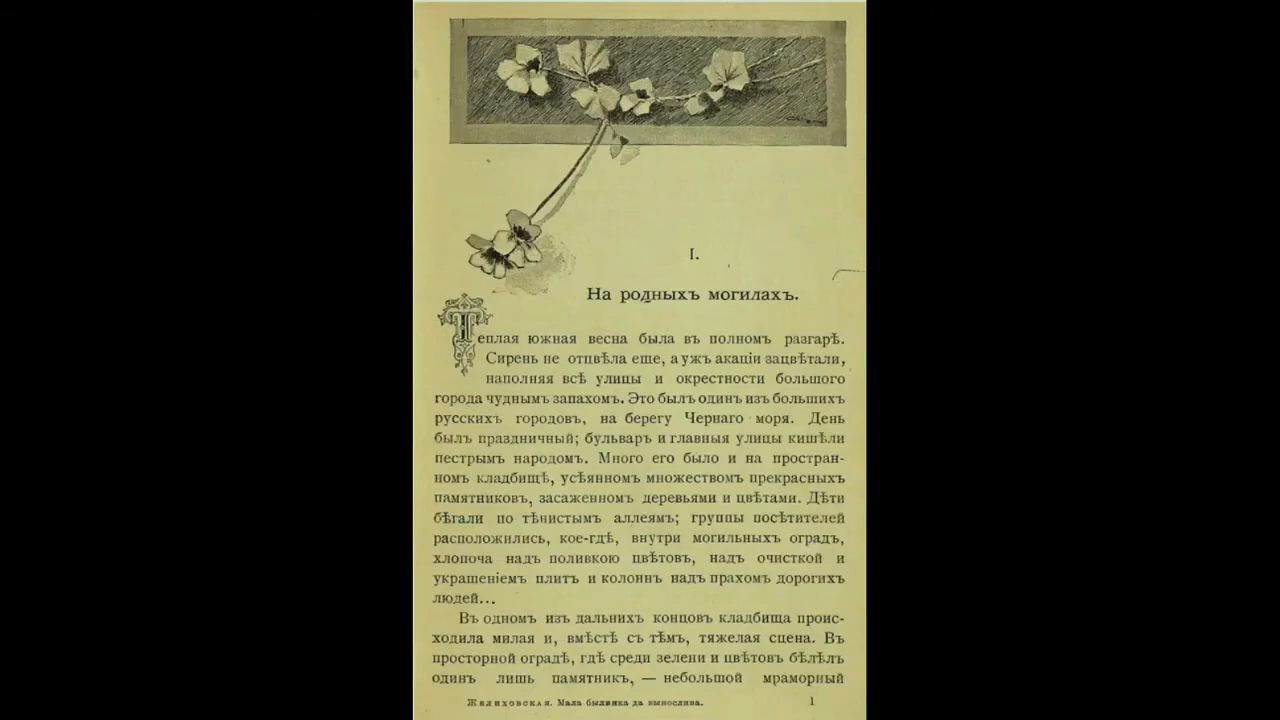 I.
На родныхъ могилахъ.
Теплая южная весна была въ полномъ разгарѣ.
Сирень не отцвѣла еще, а ужъ акаціи зацвѣтали,
наполняя всѣ улицы и окрестности большого
города чуднымъ запахомъ. Это былъ одинъ изъ большихъ
русскихъ городовъ, на берегу Чернаго моря. День
былъ праздничный; бульваръ и главныя улицы кишѣли
пестрымъ народомъ. Много его было и на простран-
номъ кладбищѣ, усѣянномъ множествомъ прекрасныхъ
памятниковъ, засаженномъ деревьями и цвѣтами. Дѣти
бѣгали по тѣнистымъ аллеямъ; группы посѣтителей
расположились, кое-гдѣ, внутри могильныхъ оградъ,
хлопоча надъ поливкою цвѣтовъ, надъ очисткой и
украшеніемъ плитъ и колоннъ надъ прахомъ дорогихъ
людей...
Въ одномъ изъ дальнихъ концовъ кладбища проис-
ходила милая и, вмѣстѣ съ тѣмъ, тяжелая сцена. Въ
просторной оградѣ, гдѣ среди зелени и цвѣтовъ бѣлѣлъ
одинъ лишь памятникъ, — небольшой мраморный
Желиховская. Мала былинка да вынослива. 1